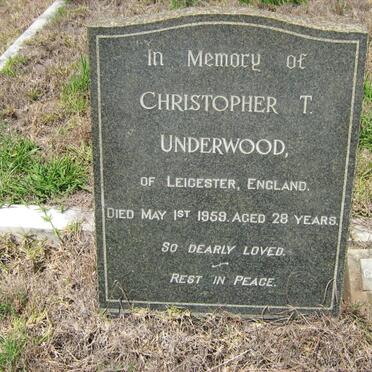 In Memory of
CHRISTOPHER T.
UNDERWOOD,
OF LEICESTER, ENGLAND.
DIED MAY 1ST 1959. AGED 28 YEARS.
SO DEARLY LOVED.
REST IN PEACE.